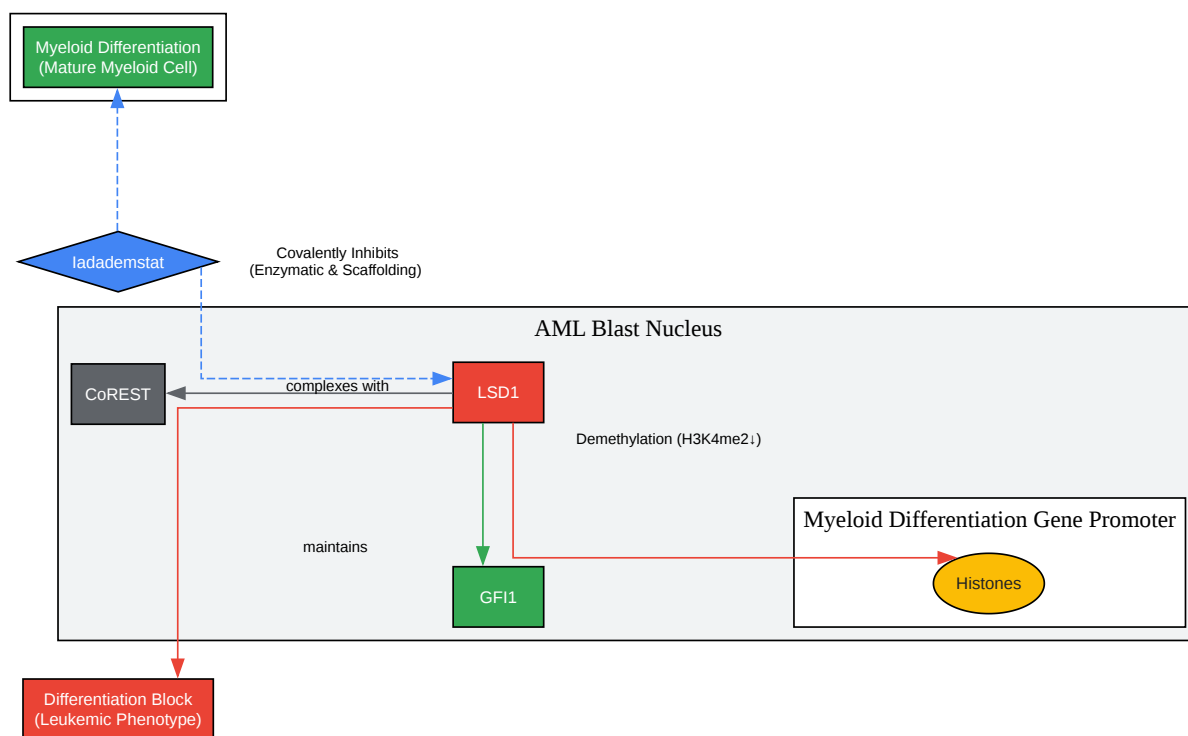 Myeloid Differentiation
(Mature Myeloid Cell)
Iadademstat
Covalently Inhibits
(Enzymatic & Scaffolding)
AML Blast Nucleus
CoREST
complexes with
LSD1
Demethylation (H3K4me2↓)
Myeloid Differentiation Gene Promoter
maintains
Histones
GFI1
Differentiation Block
(Leukemic Phenotype)